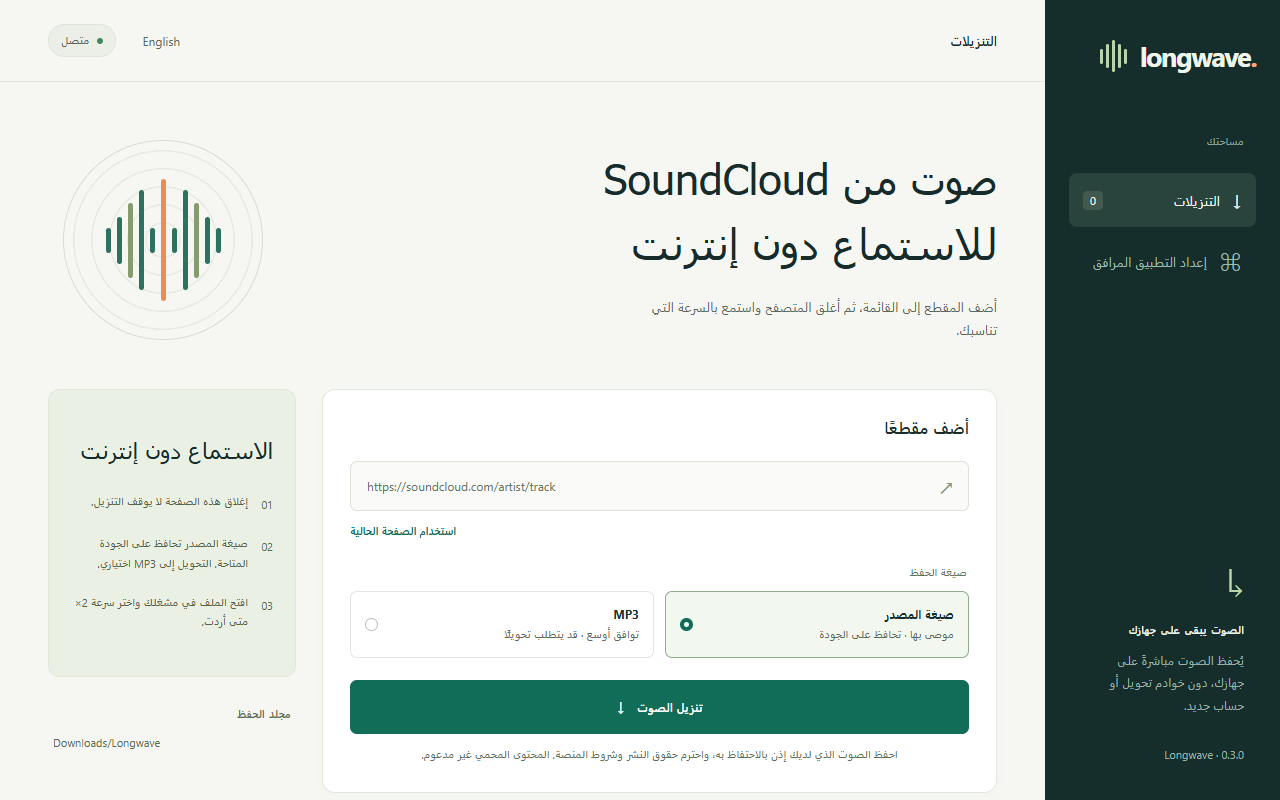 longwave.
مساحتك
التنزيلات
0
إعداد التطبيق المرافق
الصوت يبقى على جهازك
يُحفظ الصوت مباشرةً على
جهازك، دون خوادم تحويل أو
حساب جديد.
Longwave · 0.3.0
التنزيلات
English
متصل
صوت من SoundCloud
للاستماع دون إنترنت
أضف المقطع إلى القائمة، ثم أغلق المتصفح واستمع بالسرعة التي
تناسبك.
أضف مقطعًا
https://soundcloud.com/artist/track
استخدام الصفحة الحالية
صيغة الحفظ
صيغة المصدر
موصى بها · تحافظ على الجودة
MP3
توافق أوسع · قد يتطلب تحويلًا
تنزيل الصوت
احفظ الصوت الذي لديك إذن بالاحتفاظ به، واحترم حقوق النشر وشروط المنصة. المحتوى المحمي غير مدعوم.
الاستماع دون إنترنت
01 إغلاق هذه الصفحة لا يوقف التنزيل.
02 صيغة المصدر تحافظ على الجودة
المتاحة. التحويل إلى MP3 اختياري.
03 افتح الملف في مشغلك واختر سرعة 2×
متى أردت.
مجلد الحفظ
Downloads/Longwave